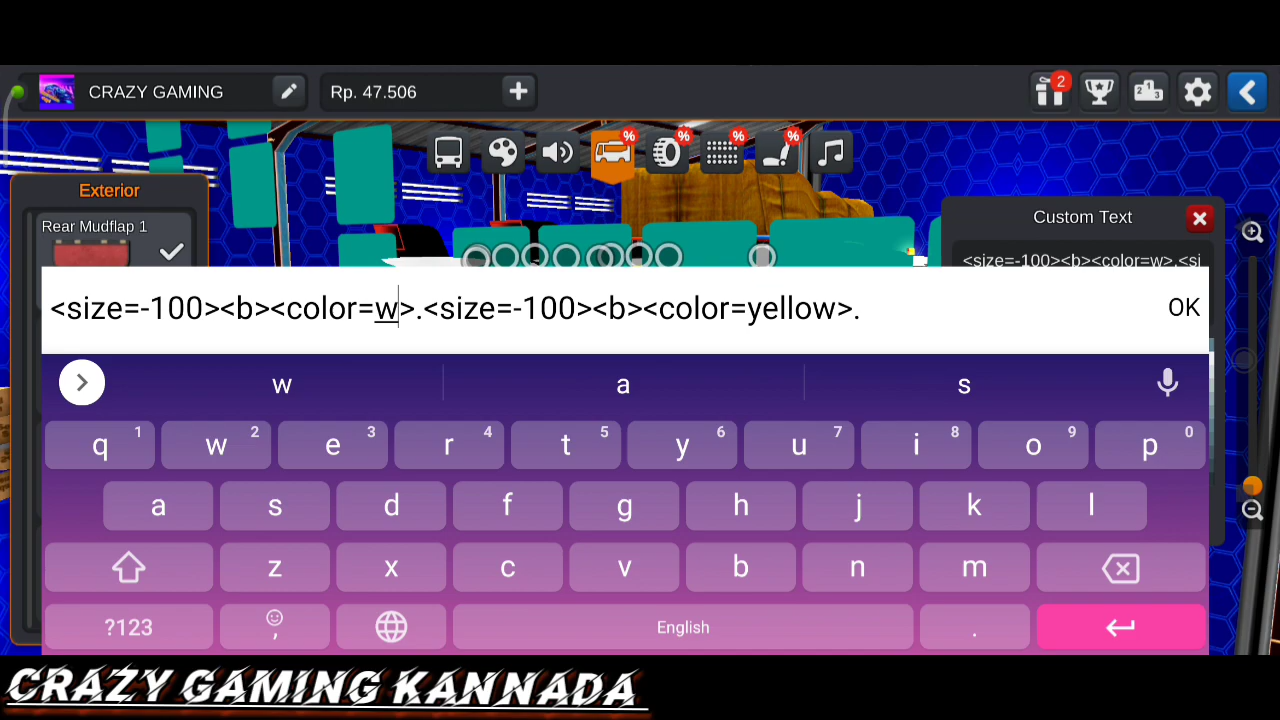 CRAZY GAMING
Rp. 47.506
2
%
%
%
%
%
Exterior
Rear Mudflap 1
Custom Text
<size=-100><b><color=w>.<si
<size=-100><b><color=w>.<size=-100><b><color=yellow>.
OK
w a s
q 1 w 2 e 3 r 4 t 5 y 6 u 7 i 8 o 9 p 0
a s d f g h j k l
z x c v b n m
?123 , English .
CRAZY GAMING KANNADA